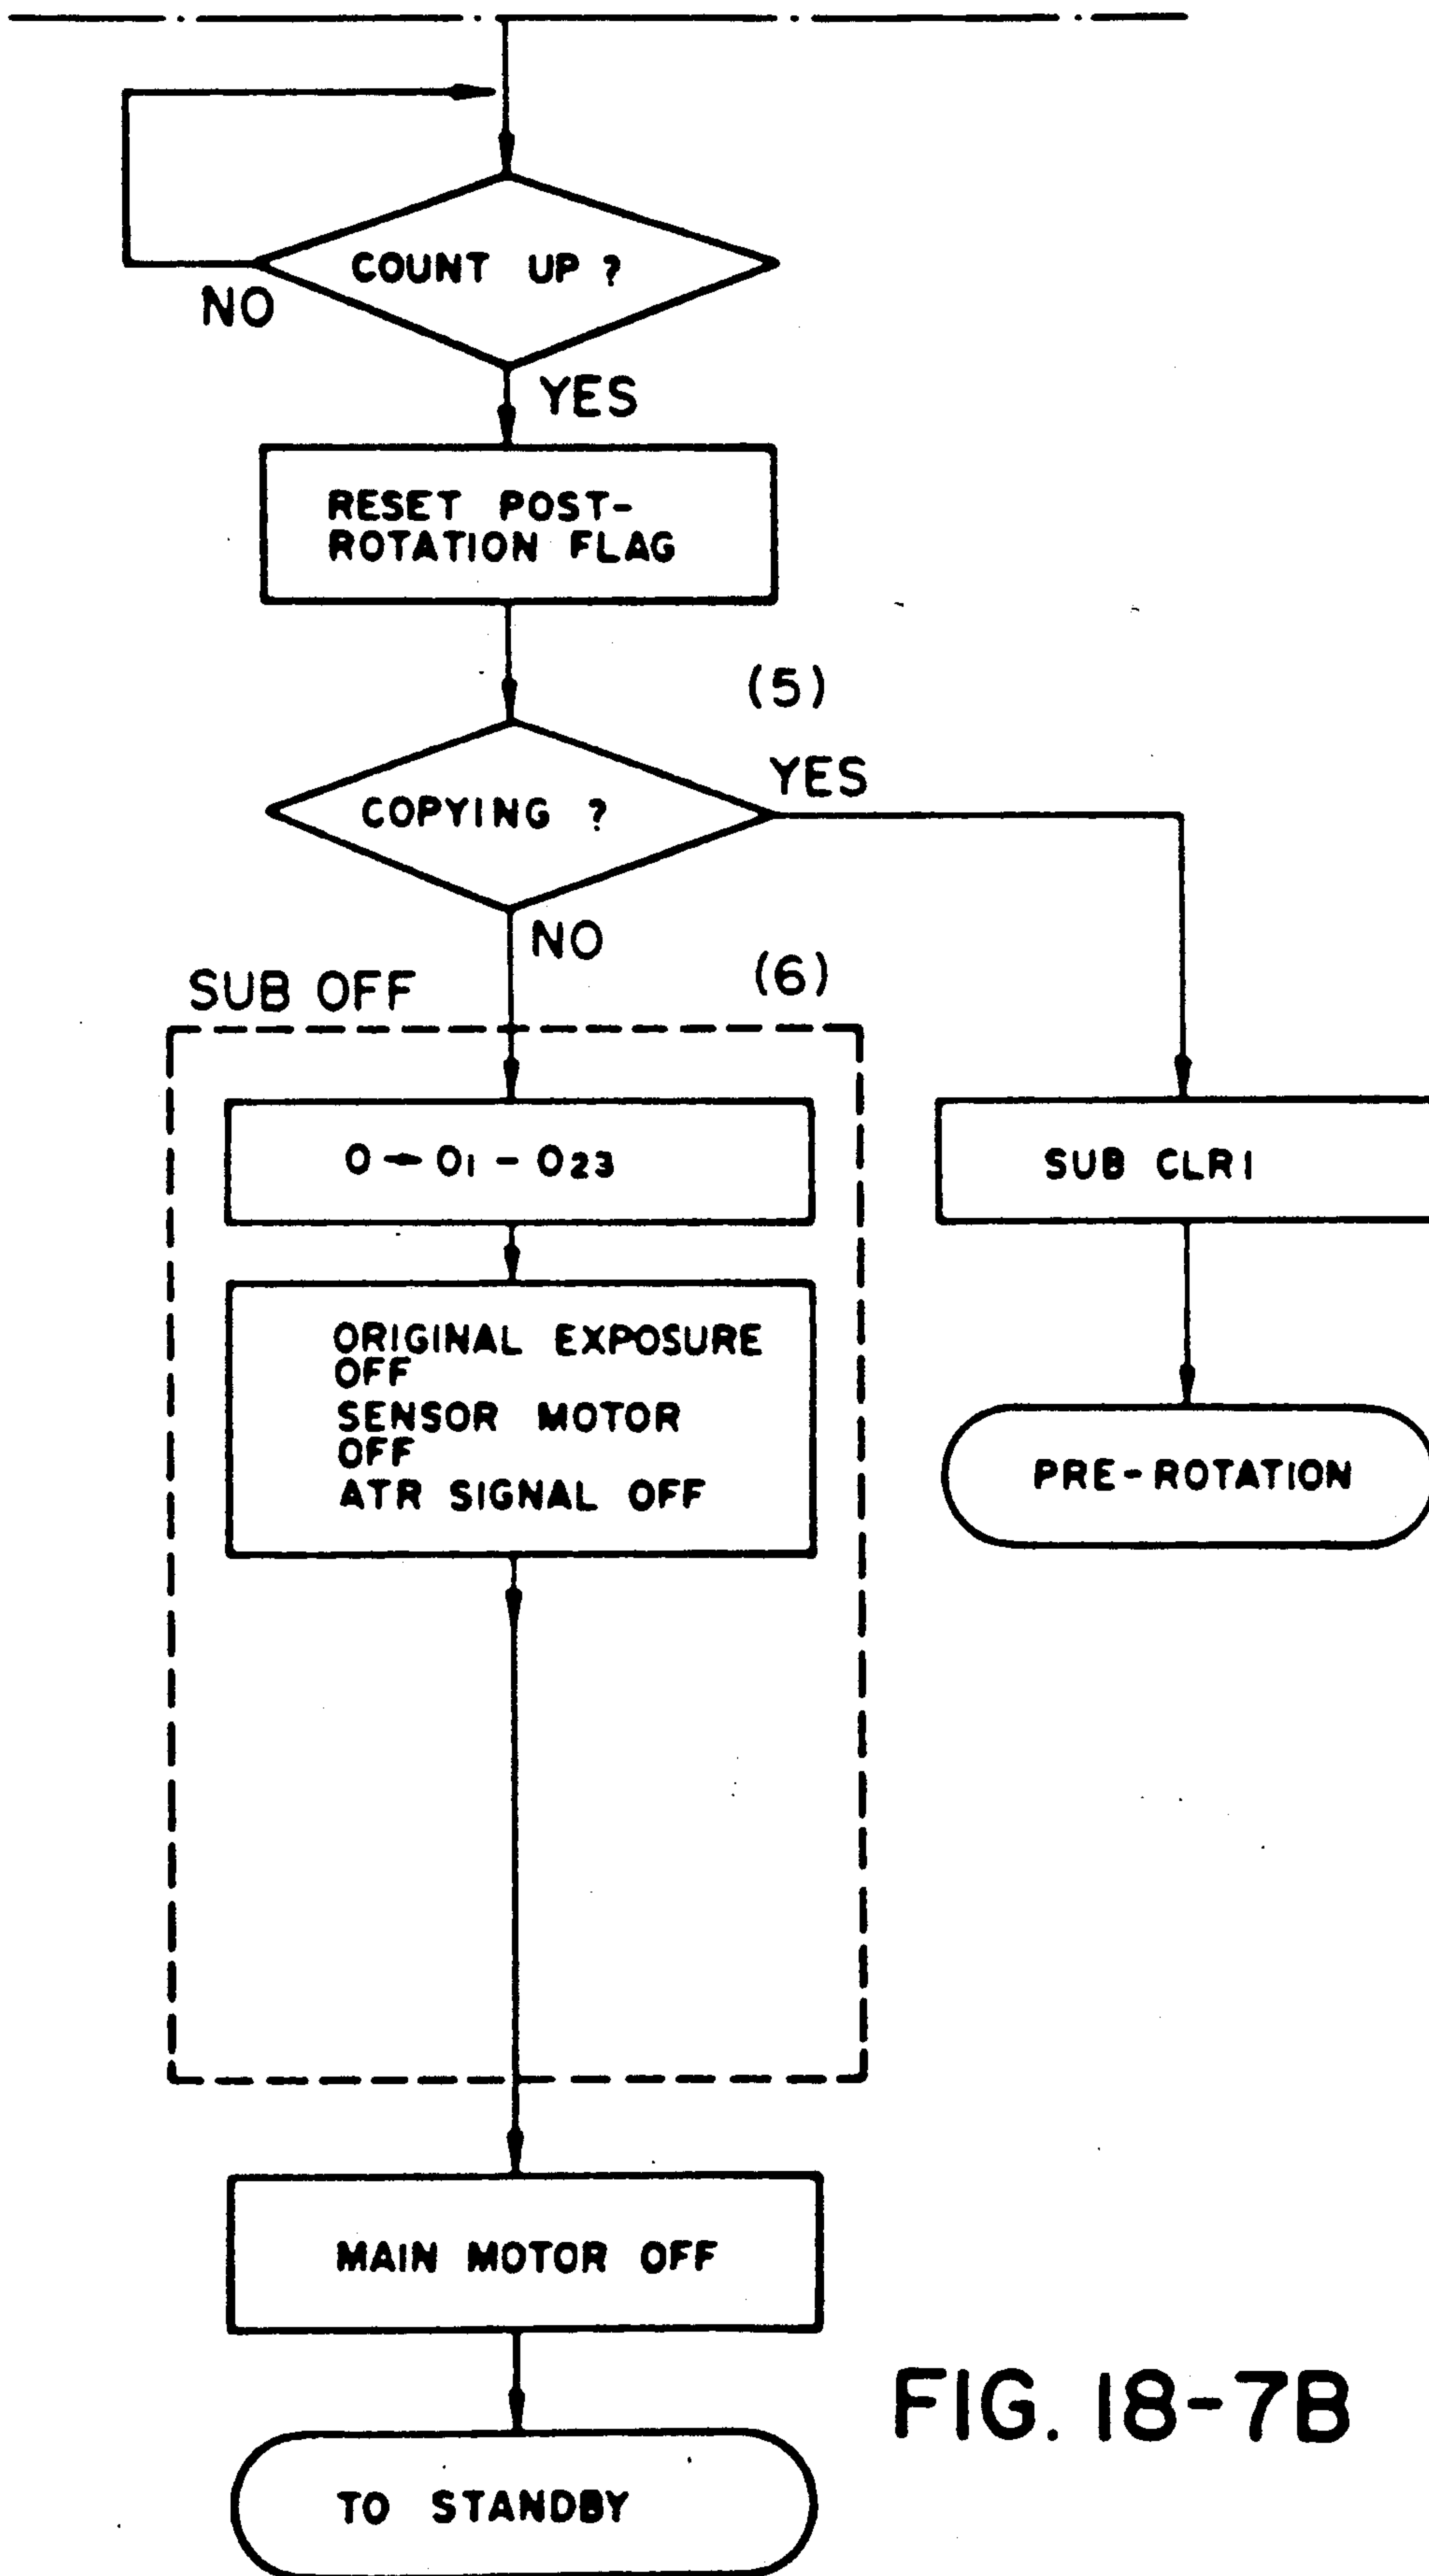 COUNT UP ?
NO
YES
RESET POST-
ROTATION FLAG
(5)
COPYING ?
YES
NO
(6)
SUB OFF
O ← O1 - O23
SUB CLR1
ORIGINAL EXPOSURE
OFF
SENSOR MOTOR
OFF
ATR SIGNAL OFF
PRE-ROTATION
MAIN MOTOR OFF
FIG. 18-7B
TO STANDBY